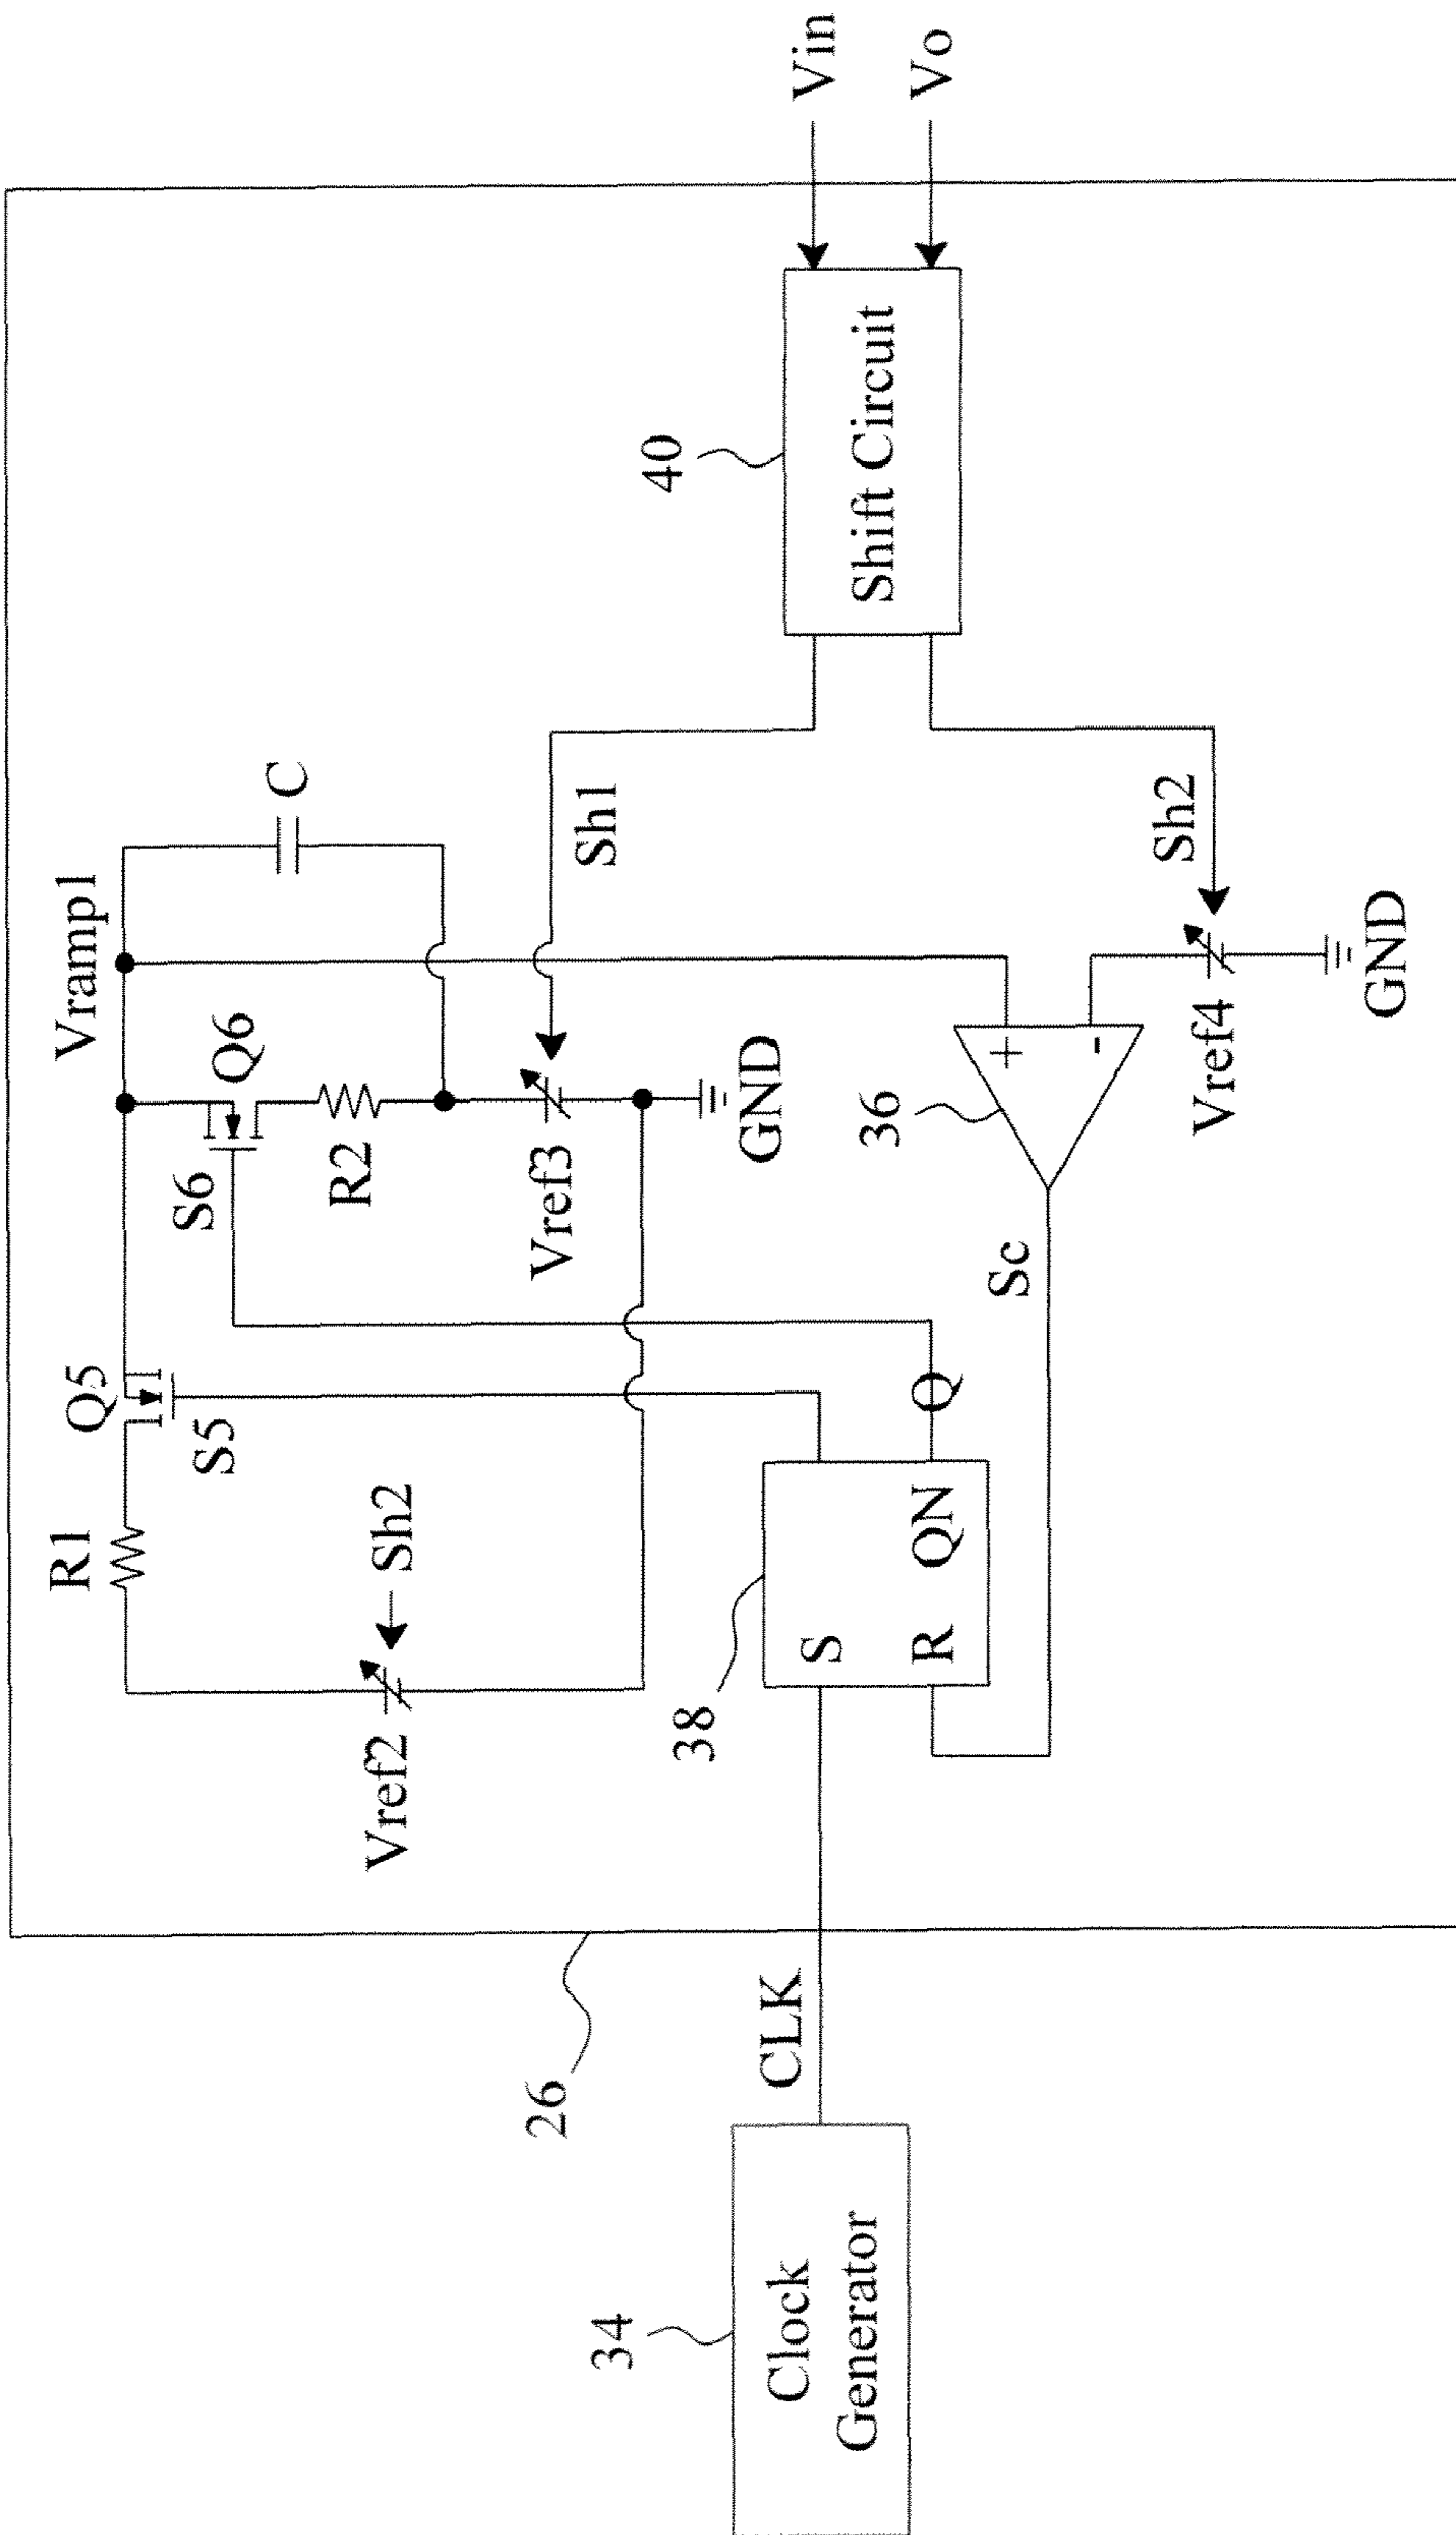 Vramp1
R1
Q5
S5
S6
Q6
C
R2
Vref2
Sh2
Vref3
Sh1
26
GND
40
34
38
Clock
Generator
CLK
S
R
QN
Q
36
Shift Circuit
Vin
Vo
Sc
+
-
Sh2
Vref4
GND